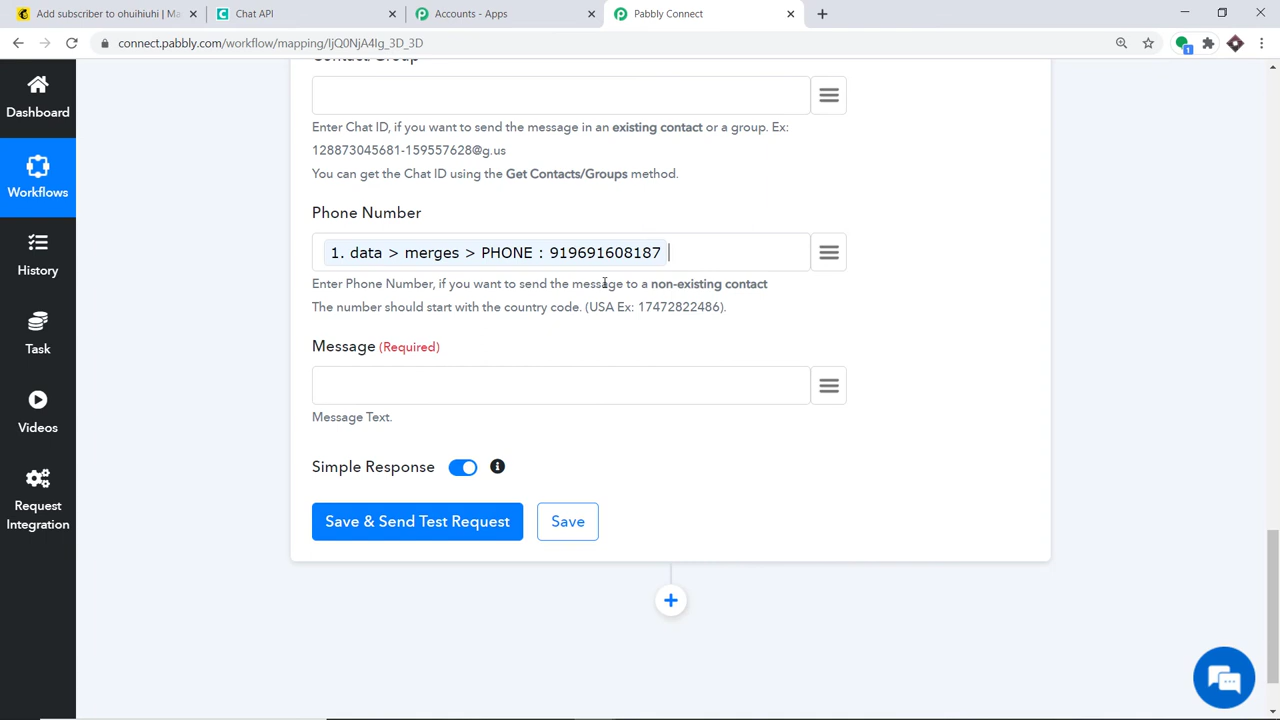 Add subscriber to ohuihiuhi | Ma
Chat API
Accounts - Apps
Pabbly Connect
connect.pabbly.com/workflow/mapping/IjQ0NjA4Ig_3D_3D
1
Dashboard
Workflows
History
Task
Videos
Request
Integration
Contact/Group
Enter Chat ID, if you want to send the message in an existing contact or a group. Ex:
128873045681-159557628@g.us
You can get the Chat ID using the Get Contacts/Groups method.
Phone Number
1. data > merges > PHONE : 919691608187
Enter Phone Number, if you want to send the message to a non-existing contact
The number should start with the country code. (USA Ex: 17472822486).
Message (Required)
Message Text.
Simple Response
Save & Send Test Request
Save